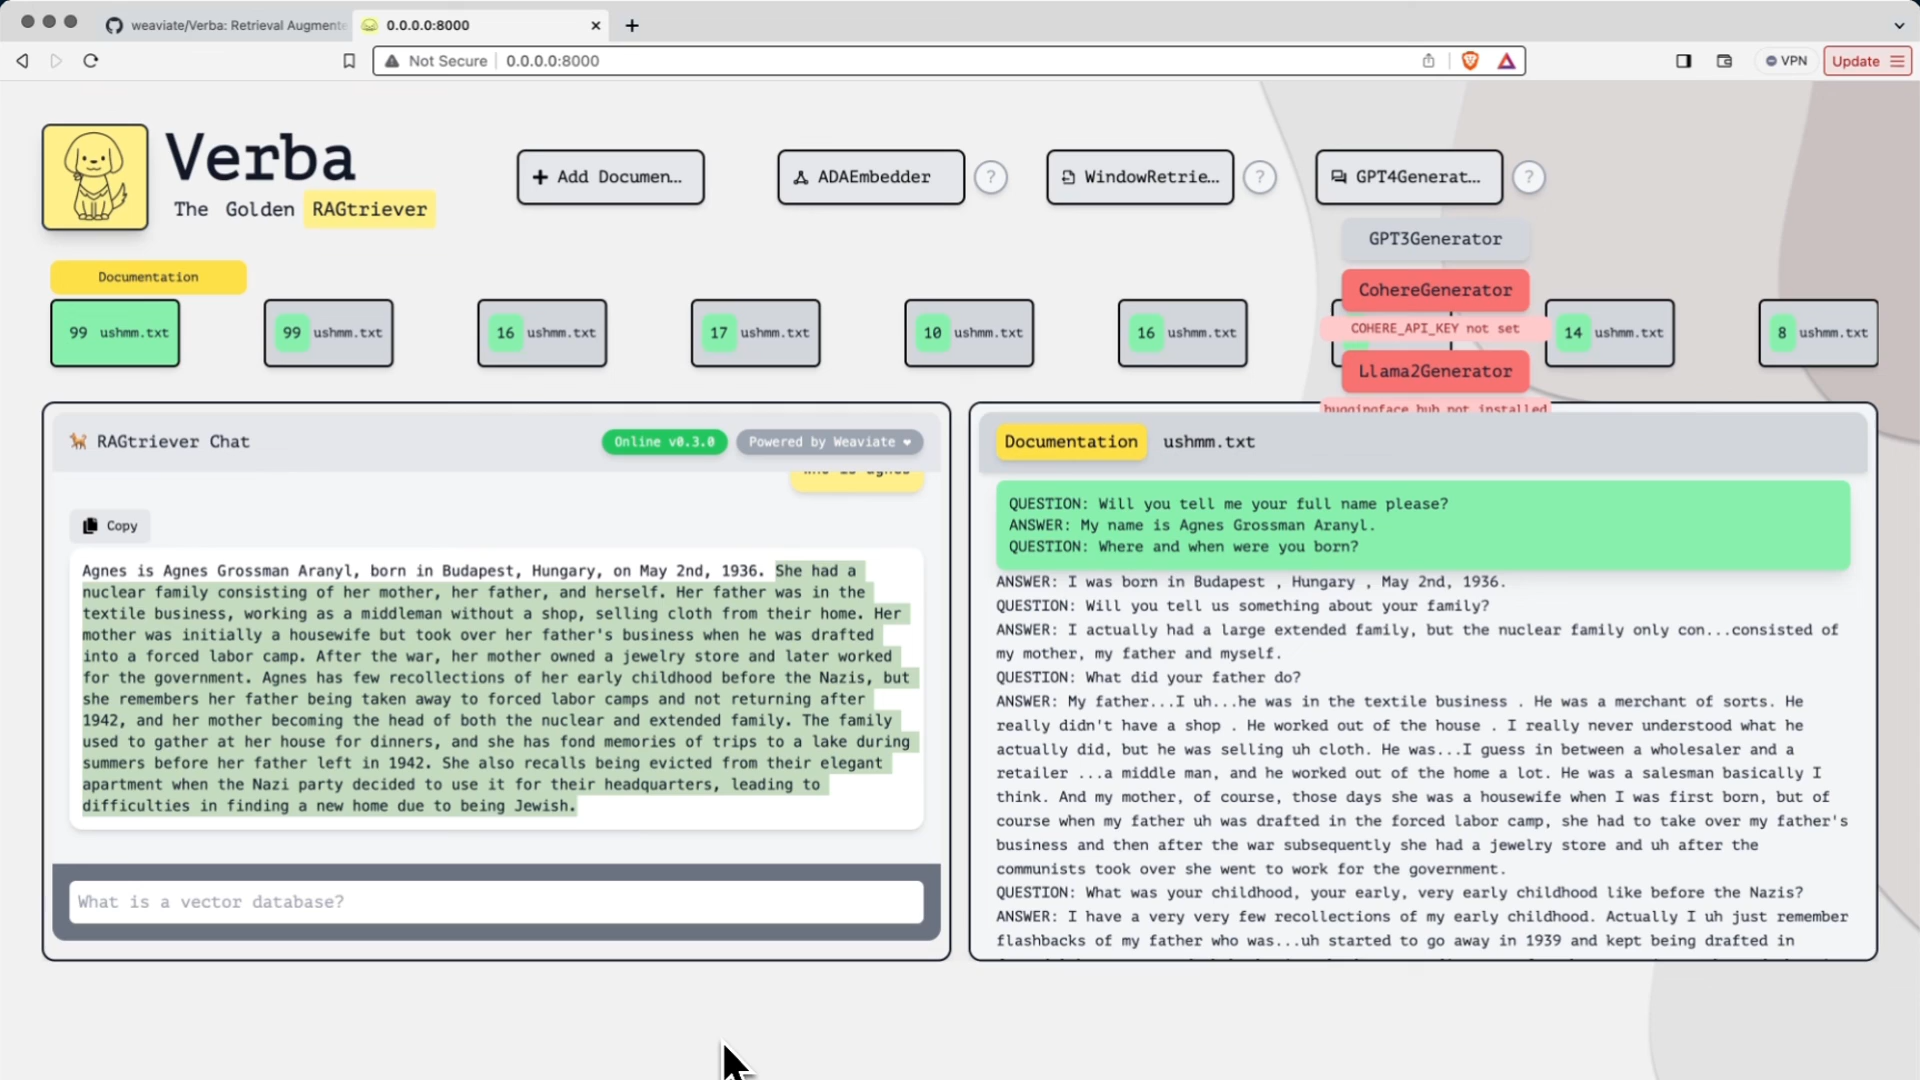 weaviate/Verba: Retrieval Augmente
0.0.0.0:8000
Not Secure
0.0.0.0:8000
VPN
Update
Verba
The Golden RAGtriever
+ Add Documen...
ADAEmbedder
?
WindowRetrie...
?
GPT4Generat...
?
GPT3Generator
CohereGenerator
COHERE_API_KEY not set
Llama2Generator
huggingface_hub not installed
Documentation
99 ushmm.txt
99 ushmm.txt
16 ushmm.txt
17 ushmm.txt
10 ushmm.txt
16 ushmm.txt
14 ushmm.txt
8 ushmm.txt
RAGtriever Chat
Online v0.3.0
Powered by Weaviate ♥
who is agnes
Copy
Agnes is Agnes Grossman Aranyl, born in Budapest, Hungary, on May 2nd, 1936. She had a
nuclear family consisting of her mother, her father, and herself. Her father was in the
textile business, working as a middleman without a shop, selling cloth from their home. Her
mother was initially a housewife but took over her father's business when he was drafted
into a forced labor camp. After the war, her mother owned a jewelry store and later worked
for the government. Agnes has few recollections of her early childhood before the Nazis, but
she remembers her father being taken away to forced labor camps and not returning after
1942, and her mother becoming the head of both the nuclear and extended family. The family
used to gather at her house for dinners, and she has fond memories of trips to a lake during
summers before her father left in 1942. She also recalls being evicted from their elegant
apartment when the Nazi party decided to use it for their headquarters, leading to
difficulties in finding a new home due to being Jewish.
What is a vector database?
Documentation
ushmm.txt
QUESTION: Will you tell me your full name please?
ANSWER: My name is Agnes Grossman Aranyl.
QUESTION: Where and when were you born?
ANSWER: I was born in Budapest , Hungary , May 2nd, 1936.
QUESTION: Will you tell us something about your family?
ANSWER: I actually had a large extended family, but the nuclear family only con...consisted of
my mother, my father and myself.
QUESTION: What did your father do?
ANSWER: My father...I uh...he was in the textile business . He was a merchant of sorts. He
really didn't have a shop . He worked out of the house . I really never understood what he
actually did, but he was selling uh cloth. He was...I guess in between a wholesaler and a
retailer ...a middle man, and he worked out of the home a lot. He was a salesman basically I
think. And my mother, of course, those days she was a housewife when I was first born, but of
course when my father uh was drafted in the forced labor camp, she had to take over my father's
business and then after the war subsequently she had a jewelry store and uh after the
communists took over she went to work for the government.
QUESTION: What was your childhood, your early, very early childhood like before the Nazis?
ANSWER: I have a very very few recollections of my early childhood. Actually I uh just remember
flashbacks of my father who was...uh started to go away in 1939 and kept being drafted in